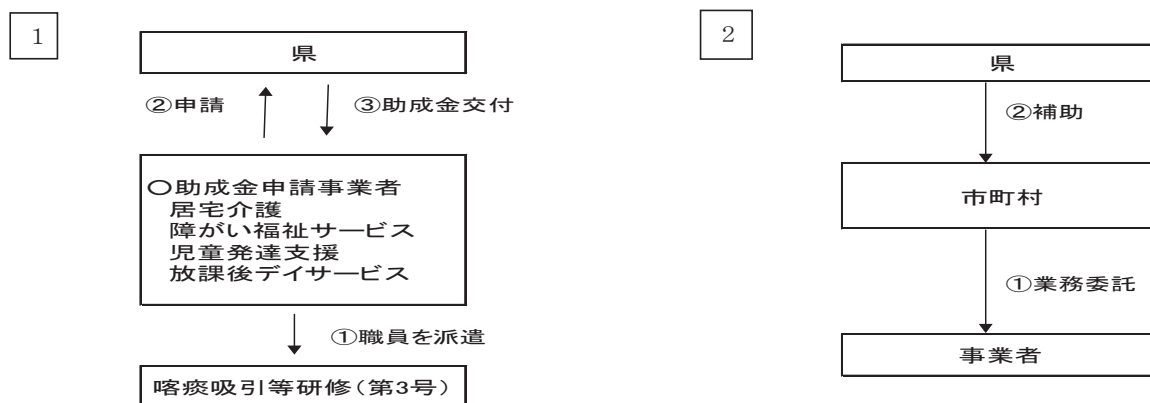 1
県
②申請
③助成金交付
○助成金申請事業者
居宅介護
障がい福祉サービス
児童発達支援
放課後デイサービス
①職員を派遣
喀痰吸引等研修(第3号)
2
県
②補助
市町村
①業務委託
事業者